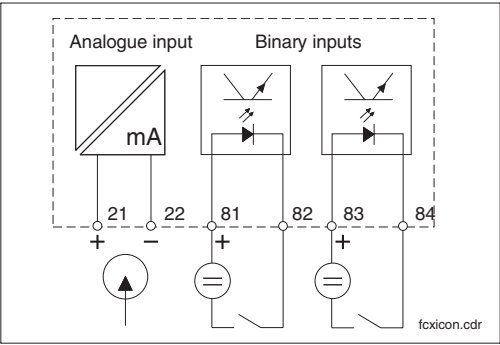 Analogue input Binary inputs
mA
21 22 81 82 83 84
+ − + +
fcxicon.cdr